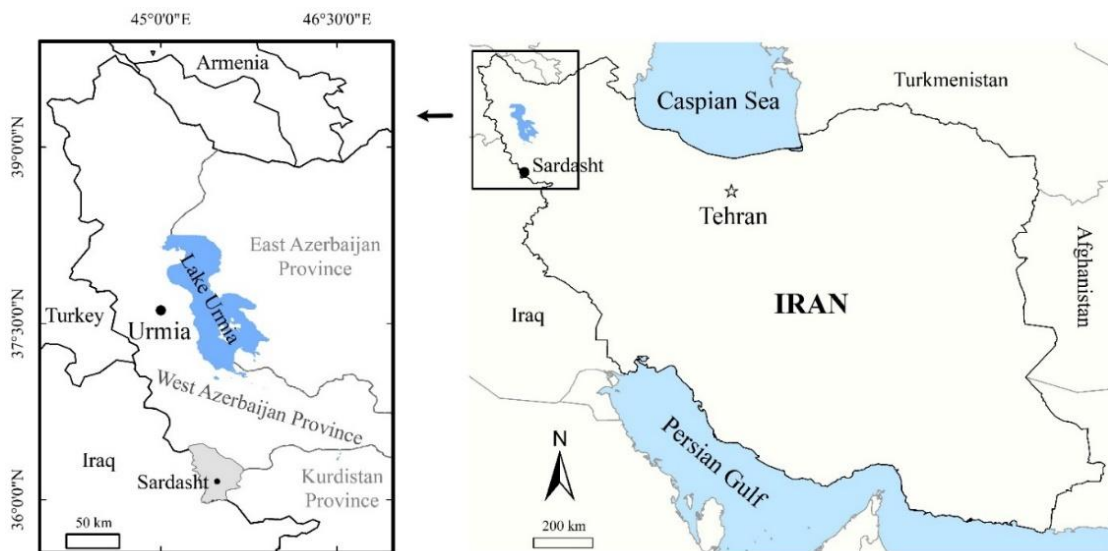 45°0'0"E
46°30'0"E
39°0'0"N
37°30'0"N
36°0'0"N
Armenia
East Azerbaijan
Province
Lake Urmia
Turkey
Urmia
West Azerbaijan Province
Iraq
Sardasht
Kurdistan
Province
50 km
Caspian Sea
Turkmenistan
Sardasht
Tehran
Afghanistan
IRAN
Iraq
Persian Gulf
N
200 km